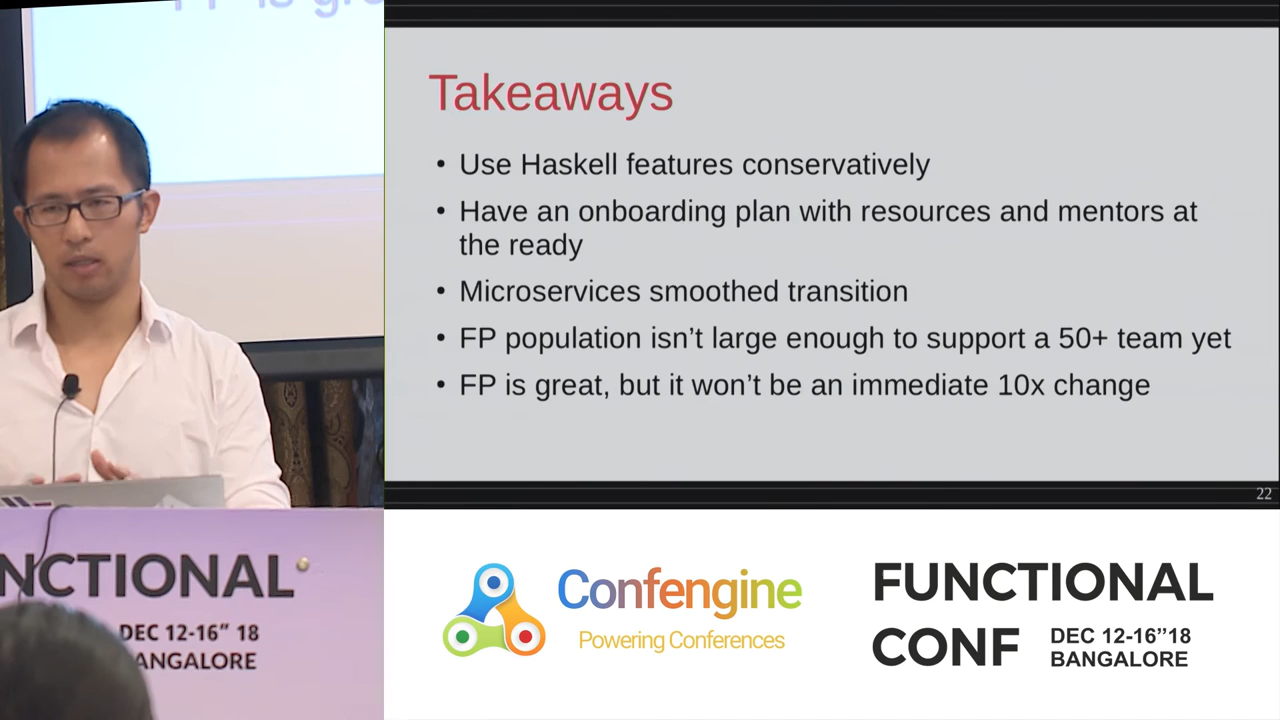 Takeaways
• Use Haskell features conservatively
• Have an onboarding plan with resources and mentors at
the ready
• Microservices smoothed transition
• FP population isn’t large enough to support a 50+ team yet
• FP is great, but it won’t be an immediate 10x change
22
NCTIONAL
DEC 12-16” 18
ANGALORE
Confengine
Powering Conferences
FUNCTIONAL
CONF
DEC 12-16”18
BANGALORE